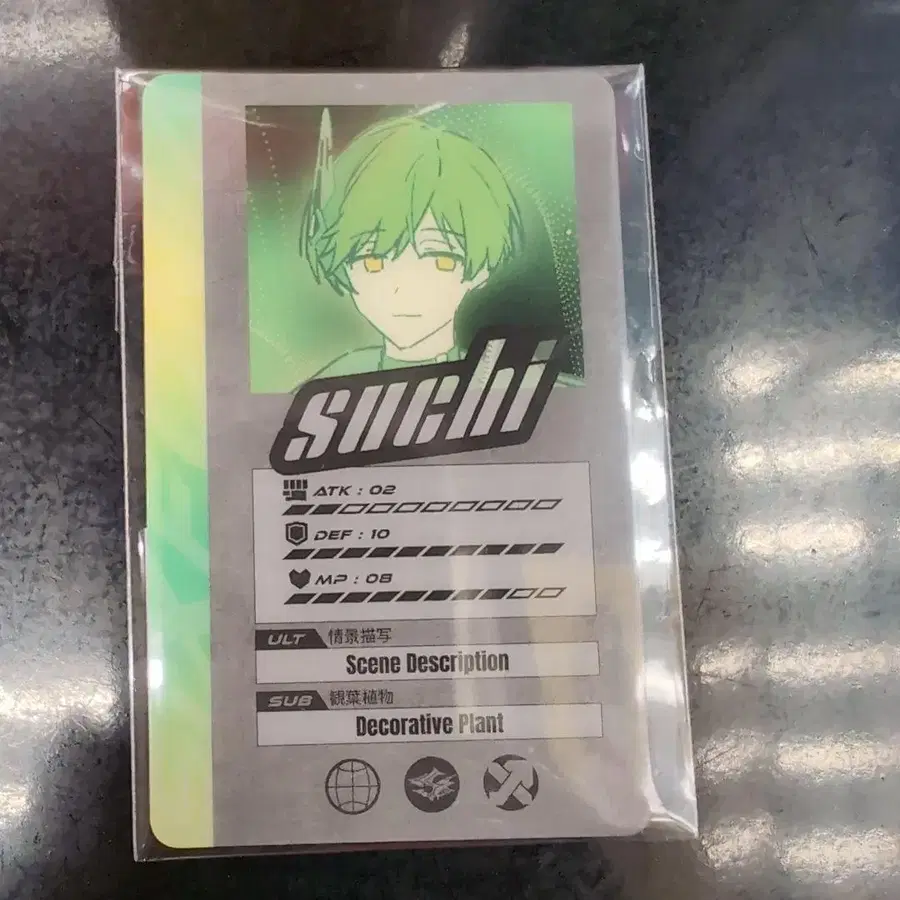 suchi
ATK : 02
DEF : 10
MP : 08
ULT 情景描写
Scene Description
SUB 観葉植物
Decorative Plant